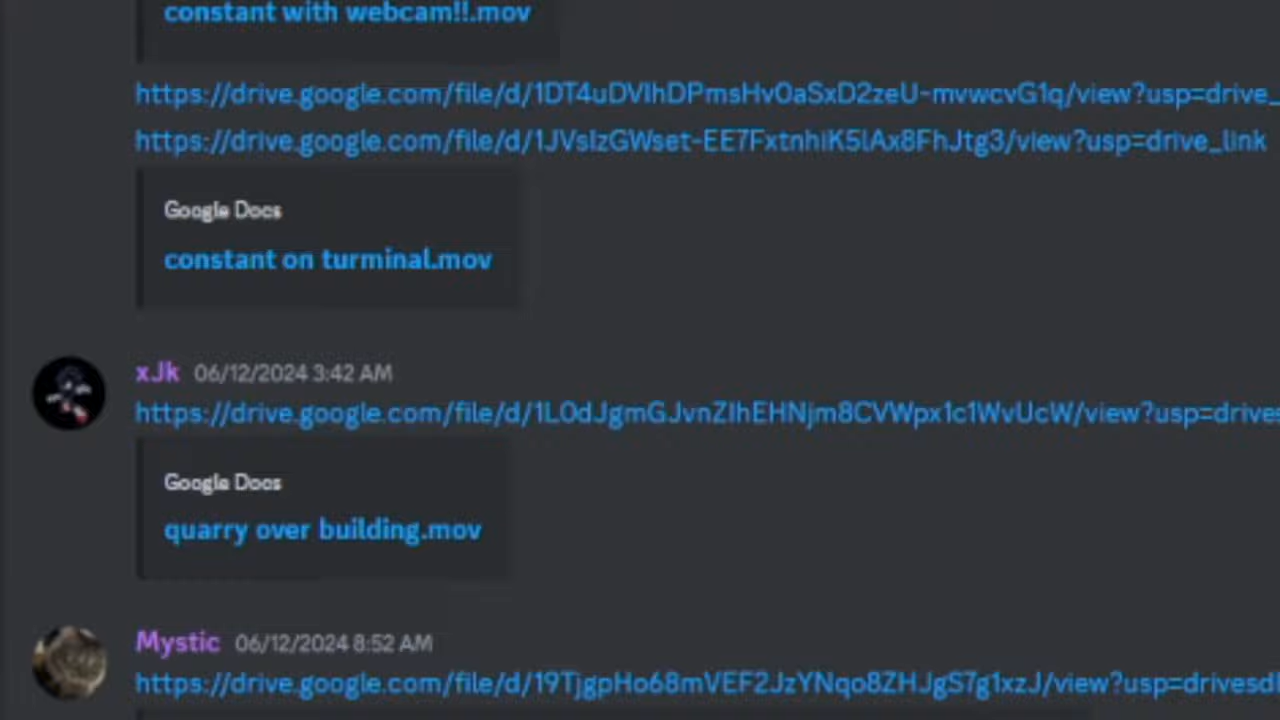 constant with webcam!!.mov
https://drive.google.com/file/d/1DT4uDVlhDPmsHv0aSxD2zeU-mvwcvG1q/view?usp=drive_
https://drive.google.com/file/d/1JVslzGWset-EE7FxtnhiK5lAx8FhJtg3/view?usp=drive_link
Google Docs
constant on turminal.mov
xJk 06/12/2024 3:42 AM
https://drive.google.com/file/d/1L0dJgmGJvnZlhEHNjm8CVWpx1c1WvUcW/view?usp=drives
Google Docs
quarry over building.mov
Mystic 06/12/2024 8:52 AM
https://drive.google.com/file/d/19TjgpHo68mVEF2JzYNqo8ZHJgS7g1xzJ/view?usp=drivesd